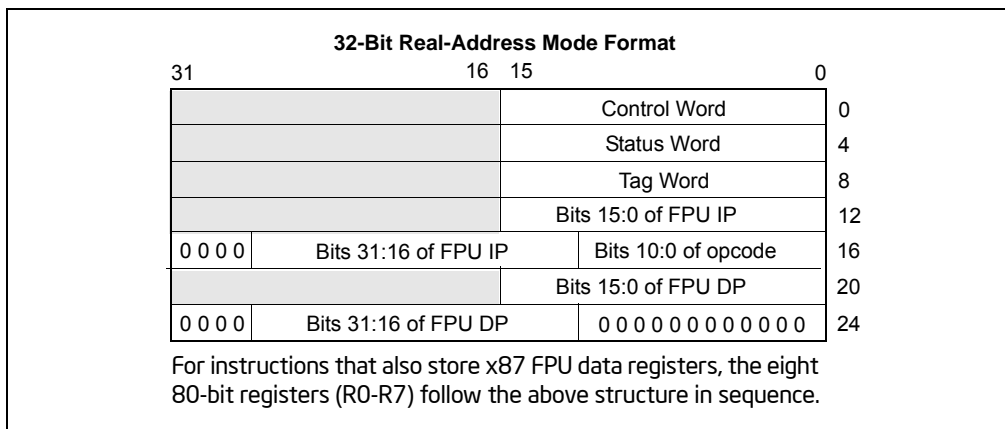 32-Bit Real-Address Mode Format
31 16 15 0
Control Word 0
Status Word 4
Tag Word 8
Bits 15:0 of FPU IP 12
0 0 0 0 Bits 31:16 of FPU IP Bits 10:0 of opcode 16
Bits 15:0 of FPU DP 20
0 0 0 0 Bits 31:16 of FPU DP 0 0 0 0 0 0 0 0 0 0 0 0 24
For instructions that also store x87 FPU data registers, the eight
80-bit registers (R0-R7) follow the above structure in sequence.